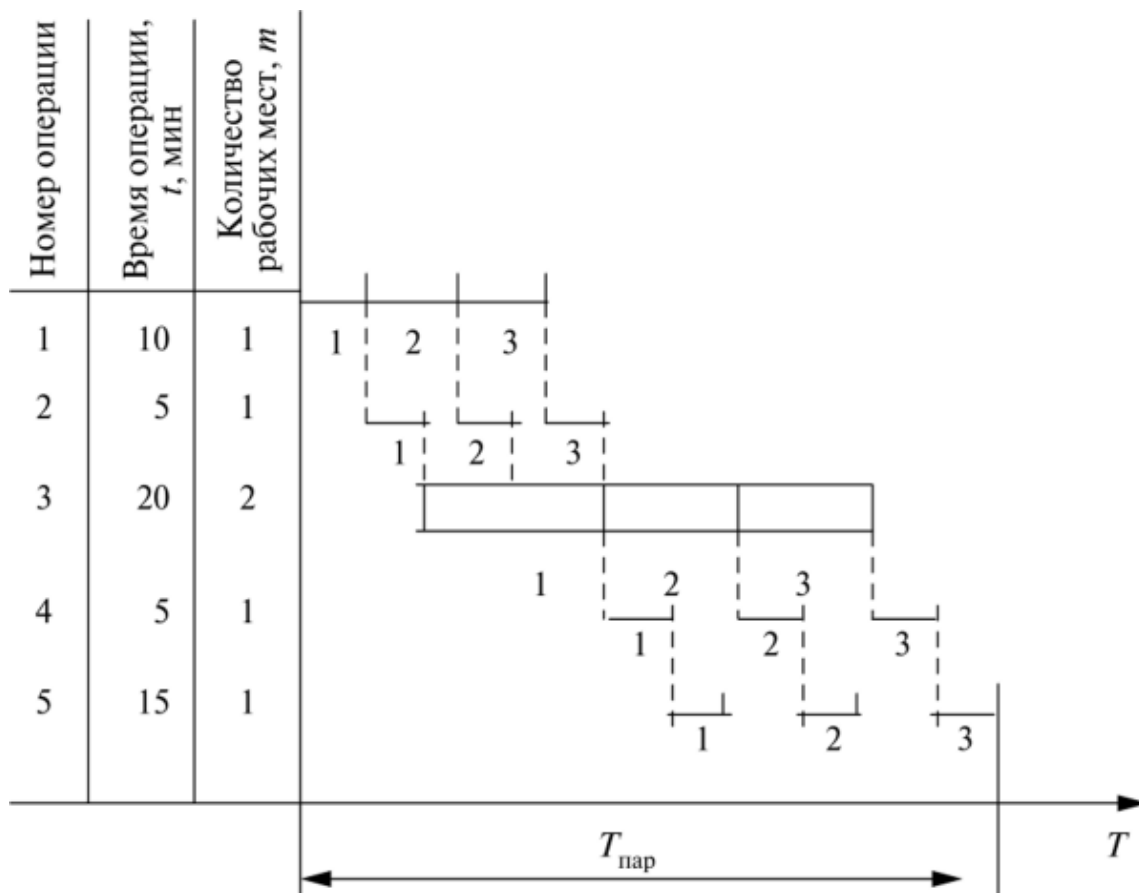 Номер операции
Время операции,
t, мин
Количество
рабочих мест, m
1 10 1
1 2 3
2 5 1
1 2 3
3 20 2
1 2 3
4 5 1
1 2 3
5 15 1
1 2 3
Tпар
T